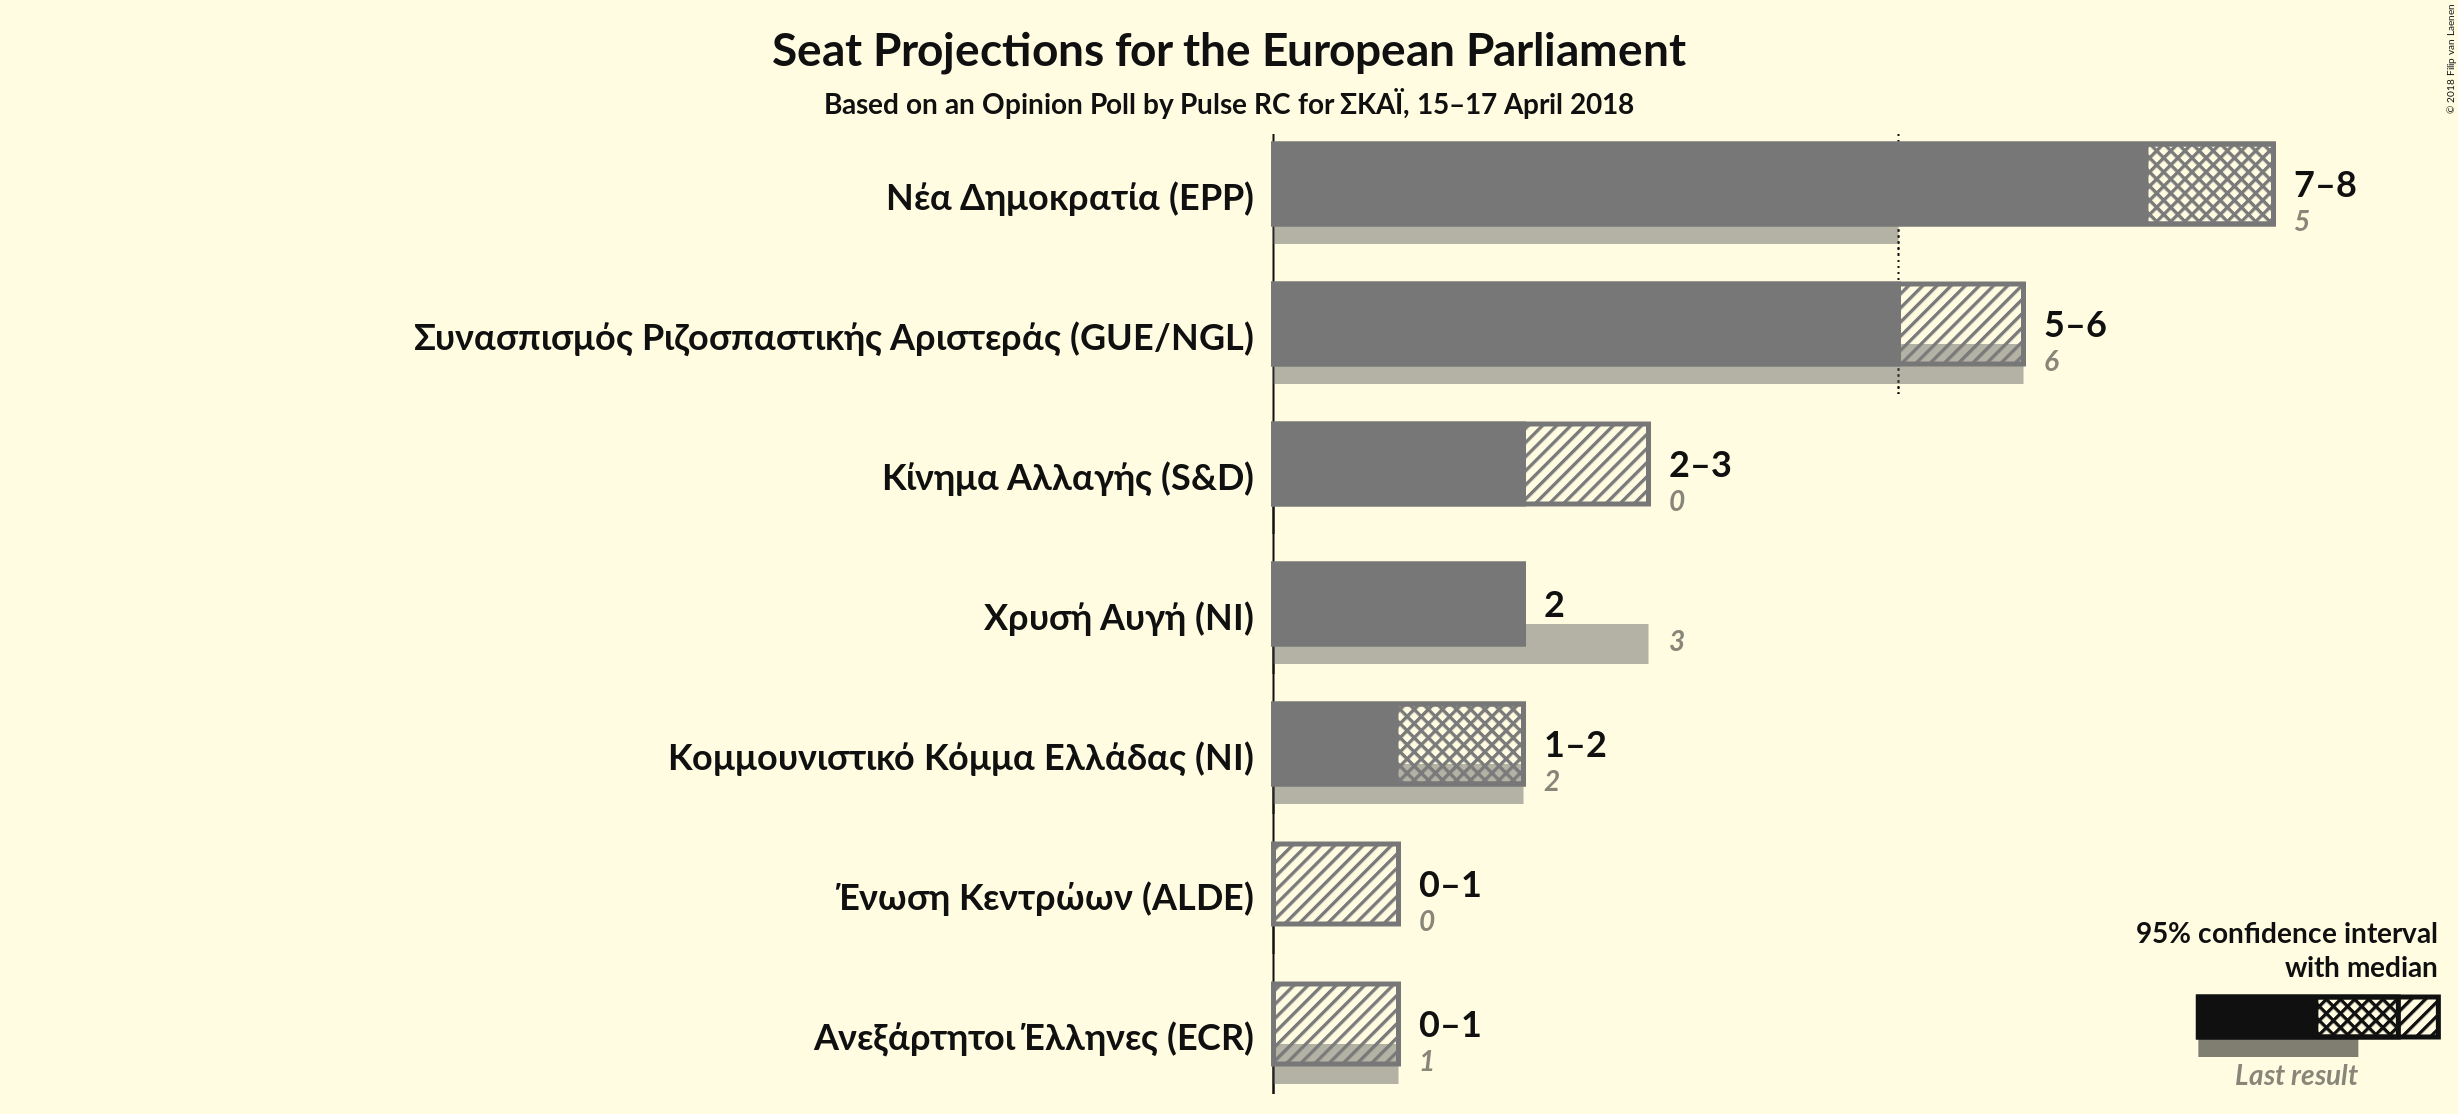 Seat Projections for the European Parliament
Based on an Opinion Poll by Pulse RC for ΣΚΑΪ, 15–17 April 2018
© 2018 Filip van Laenen
Νέα Δημοκρατία (EPP)
7–8
5
Συνασπισμός Ριζοσπαστικής Αριστεράς (GUE/NGL)
5–6
6
Κίνημα Αλλαγής (S&D)
2–3
0
Χρυσή Αυγή (NI)
2
3
Κομμουνιστικό Κόμμα Ελλάδας (NI)
1–2
2
Ένωση Κεντρώων (ALDE)
0–1
0
Ανεξάρτητοι Έλληνες (ECR)
0–1
1
95% confidence interval
with median
Last result